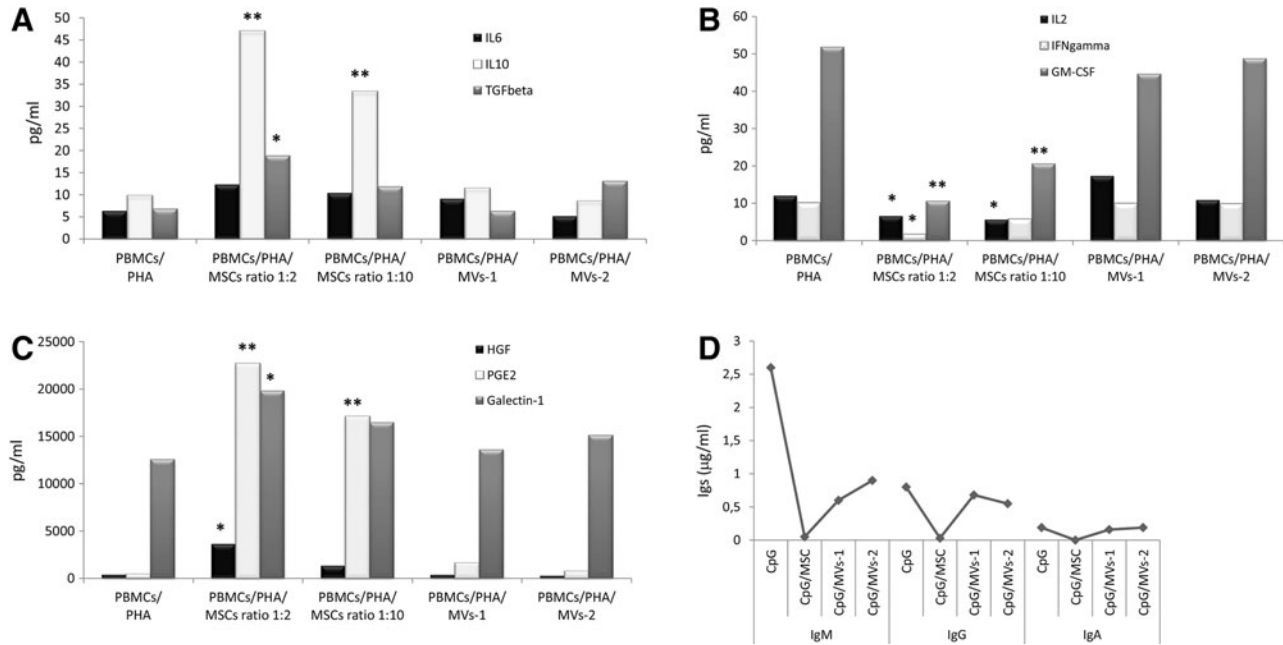 A
50
45
40
35
30
25
20
15
10
5
0
pg/ml
**
*
**
IL6
IL10
TGFbeta
PBMCs/ PBMCs/PHA/ PBMCs/PHA/ PBMCs/PHA/ PBMCs/PHA/
PHA MSCs ratio 1:2 MSCs ratio 1:10 MVs-1 MVs-2
B
60
50
40
30
20
10
0
pg/ml
IL2
IFNgamma
GM-CSF
*
*
**
*
**
PBMCs/ PBMCs/PHA/ PBMCs/PHA/ PBMCs/PHA/ PBMCs/PHA/
PHA MSCs ratio 1:2 MSCs ratio 1:10 MVs-1 MVs-2
C
25000
20000
15000
10000
5000
0
pg/ml
*
**
*
**
HGF
PGE2
Galectin-1
PBMCs/ PBMCs/PHA/ PBMCs/PHA/ PBMCs/PHA/ PBMCs/PHA/
PHA MSCs ratio 1:2 MSCs ratio 1:10 MVs-1 MVs-2
D
3
2,5
2
1,5
1
0,5
0
Igs (µg/ml)
CpG
CpG/MSC
CpG/MVs-1
CpG/MVs-2
CpG
CpG/MSC
CpG/MVs-1
CpG/MVs-2
CpG
CpG/MSC
CpG/MVs-1
CpG/MVs-2
IgM IgG IgA